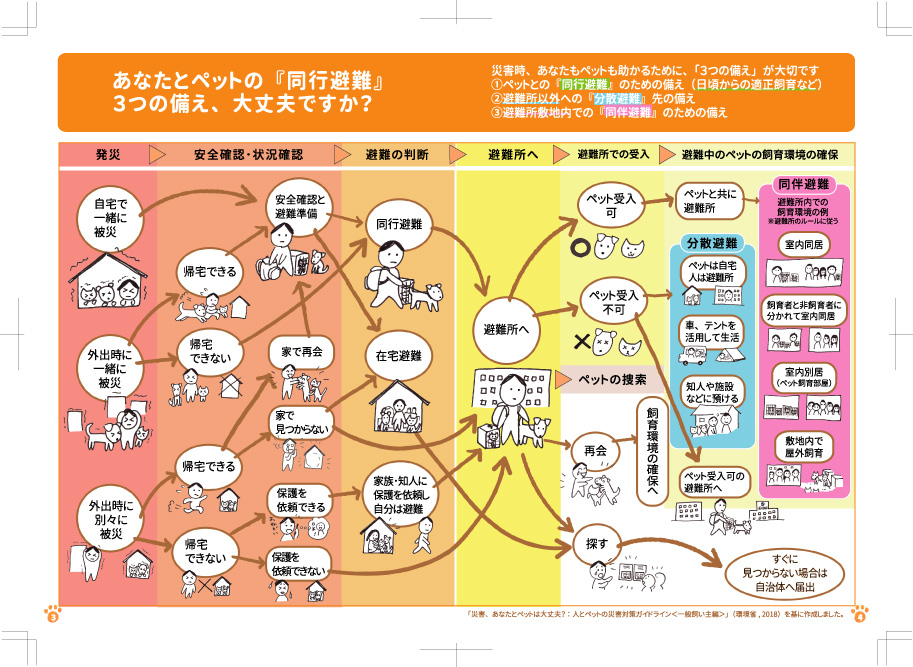 あなたとペットの『同行避難』
3つの備え、大丈夫ですか？
災害時、あなたもペットも助かるために、「3つの備え」が大切です
①ペットとの『同行避難』のための備え（日頃からの適正飼育など）
②避難所以外への『分散避難』先の備え
③避難所敷地内での『同伴避難』のための備え
発災
安全確認・状況確認
避難の判断
避難所へ
避難所での受入
避難中のペットの飼育環境の確保
自宅で
一緒に
被災
外出時に
一緒に
被災
外出時に
別々に
被災
帰宅できる
帰宅
できない
帰宅できる
帰宅
できない
安全確認と
避難準備
家で再会
家で
見つからない
保護を
依頼できる
保護を
依頼できない
同行避難
在宅避難
家族・知人に
保護を依頼し
自分は避難
避難所へ
ペット受入
可
ペット受入
不可
ペットの捜索
再会
飼育環境の確保へ
探す
すぐに
見つからない場合は
自治体へ届出
ペットと共に
避難所
分散避難
ペットは自宅
人は避難所
車、テントを
活用して生活
知人や施設
などに預ける
ペット受入可の
避難所へ
同伴避難
避難所内での
飼育環境の例
※避難所のルールに従う
室内同居
飼育者と非飼育者に
分かれて室内同居
室内別居
（ペット飼育部屋）
敷地内で
屋外飼育
「災害、あなたとペットは大丈夫？：人とペットの災害対策ガイドライン＜一般飼い主編＞」（環境省，2018）を基に作成しました。
3
4